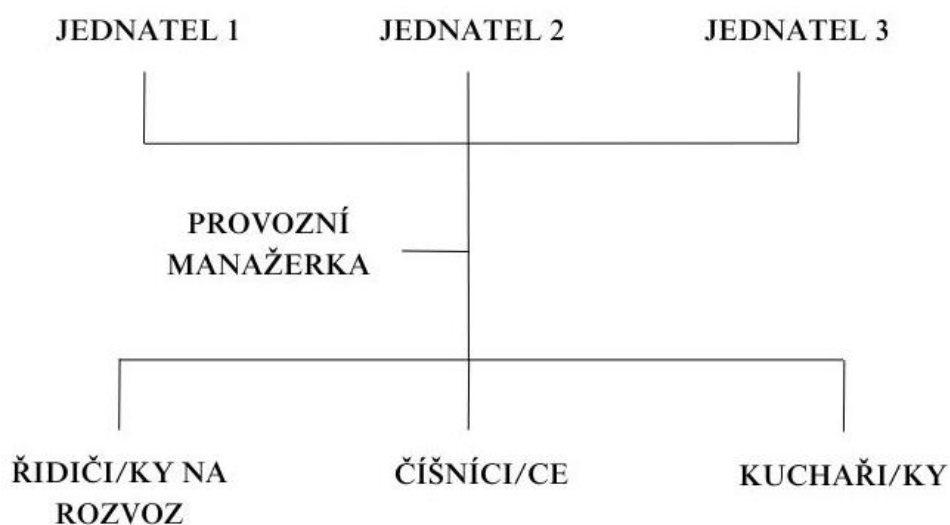 JEDNATEL 1
JEDNATEL 2
JEDNATEL 3
PROVOZNÍ
MANAŽERKA
ŘIDIČI/KY NA
ROZVOZ
ČÍŠNÍCI/CE
KUCHAŘI/KY